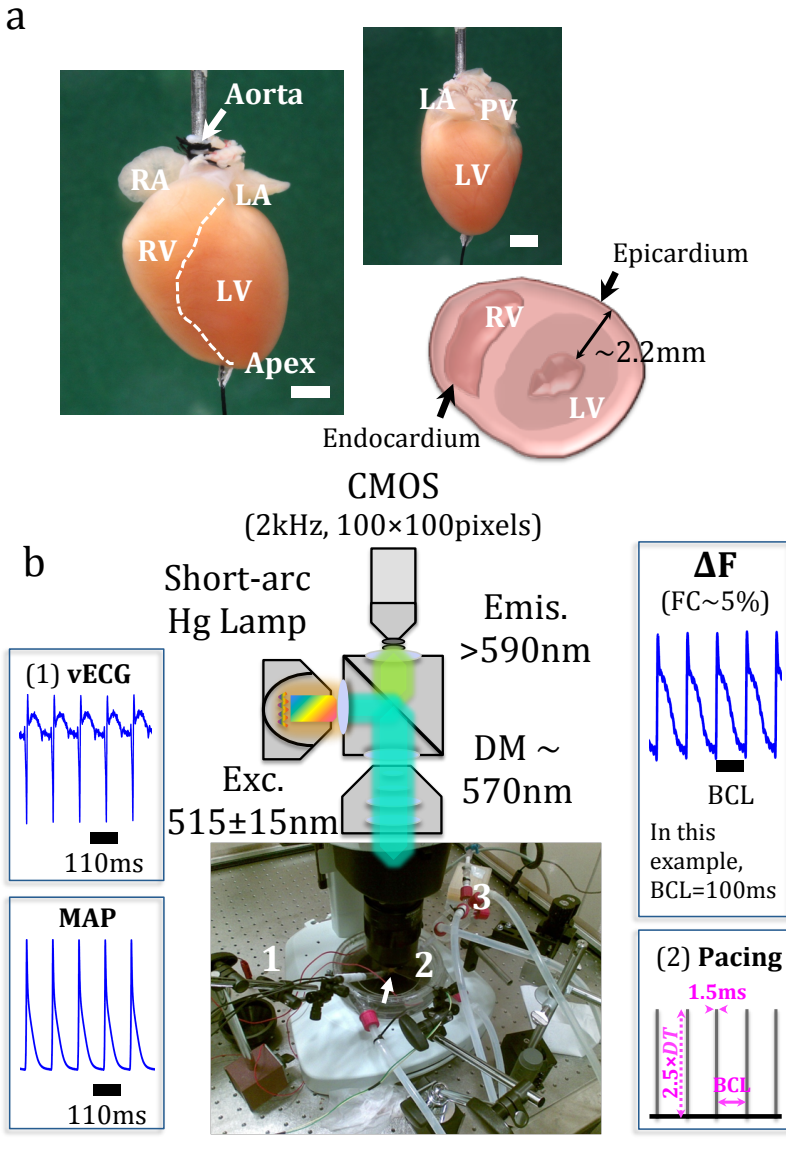 a
Aorta
RA
LA
RV
LV
Apex
LA
PV
LV
Epicardium
RV
~2.2mm
LV
Endocardium
CMOS
(2kHz, 100×100pixels)
b
Short-arc
Hg Lamp
Emis.
>590nm
DM ~
570nm
Exc.
515±15nm
(1) vECG
110ms
MAP
110ms
1
2
3
ΔF
(FC~5%)
BCL
In this
example,
BCL=100ms
(2) Pacing
1.5ms
2.5×DT
BCL